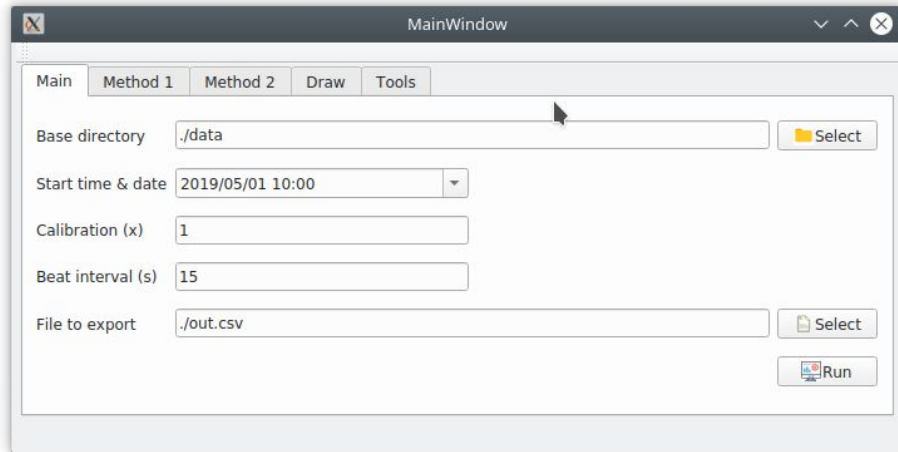 MainWindow
Main Method 1 Method 2 Draw Tools
Base directory ./data Select
Start time & date 2019/05/01 10:00
Calibration (x) 1
Beat interval (s) 15
File to export ./out.csv Select
Run